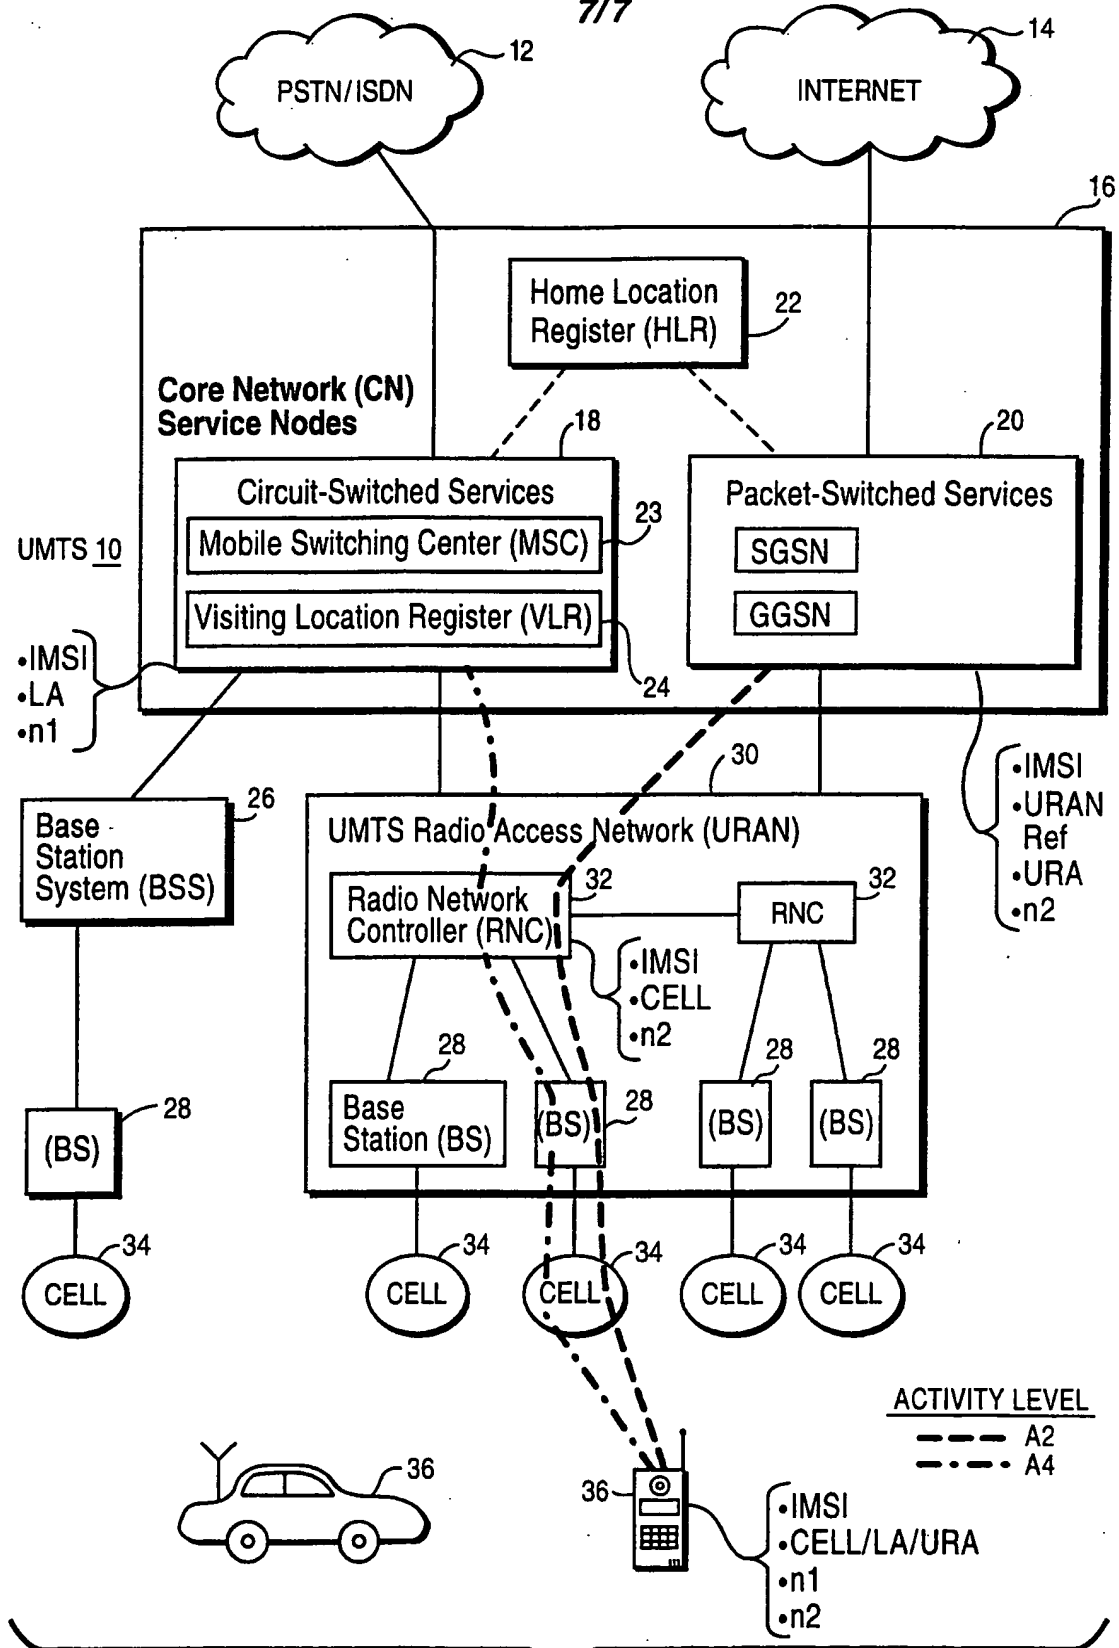 7/7
12
14
PSTN/ISDN
INTERNET
16
Home Location
Register (HLR)
22
Core Network (CN)
Service Nodes
18
20
Circuit-Switched Services
Packet-Switched Services
23
Mobile Switching Center (MSC)
SGSN
UMTS 10
Visiting Location Register (VLR)
GGSN
24
•IMSI
•LA
•n1
30
•IMSI
•URAN
Ref
•URA
•n2
26
Base
Station
System (BSS)
UMTS Radio Access Network (URAN)
32
32
Radio Network
Controller (RNC)
RNC
•IMSI
•CELL
•n2
28
28
28
28
28
(BS)
Base
Station (BS)
(BS)
(BS)
(BS)
34
34
34
34
34
CELL
CELL
CELL
CELL
CELL
ACTIVITY LEVEL
A2
A4
36
36
•IMSI
•CELL/LA/URA
•n1
•n2